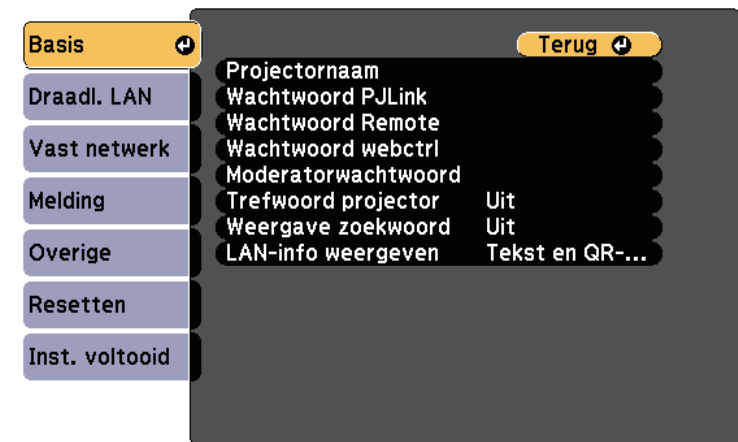 Basis
Draadl. LAN
Vast netwerk
Melding
Overige
Resetten
Inst. voltooid
Terug
Projectornaam
Wachtwoord PJLink
Wachtwoord Remote
Wachtwoord webctrl
Moderatorwachtwoord
Trefwoord projector Uit
Weergave zoekwoord Uit
LAN-info weergeven Tekst en QR-...